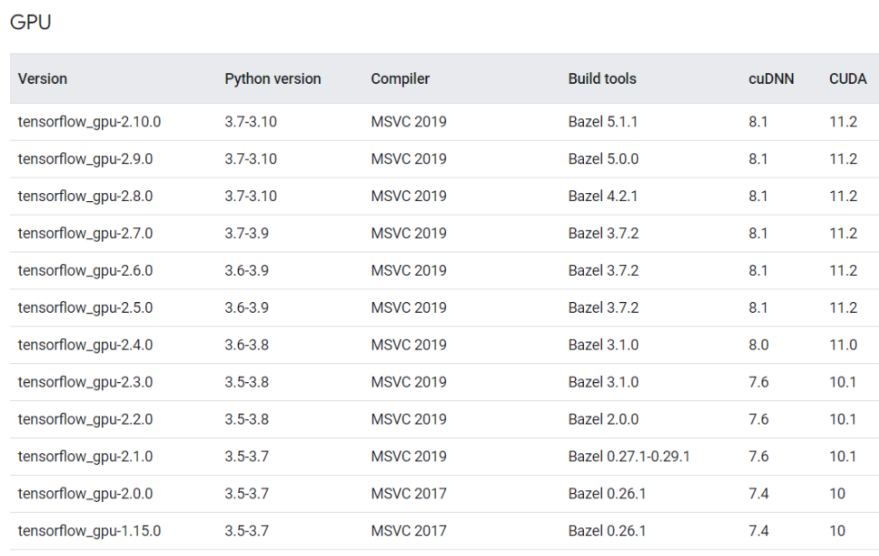 GPU
Version Python version Compiler Build tools cuDNN CUDA
tensorflow_gpu-2.10.0 3.7-3.10 MSVC 2019 Bazel 5.1.1 8.1 11.2
tensorflow_gpu-2.9.0 3.7-3.10 MSVC 2019 Bazel 5.0.0 8.1 11.2
tensorflow_gpu-2.8.0 3.7-3.10 MSVC 2019 Bazel 4.2.1 8.1 11.2
tensorflow_gpu-2.7.0 3.7-3.9 MSVC 2019 Bazel 3.7.2 8.1 11.2
tensorflow_gpu-2.6.0 3.6-3.9 MSVC 2019 Bazel 3.7.2 8.1 11.2
tensorflow_gpu-2.5.0 3.6-3.9 MSVC 2019 Bazel 3.7.2 8.1 11.2
tensorflow_gpu-2.4.0 3.6-3.8 MSVC 2019 Bazel 3.1.0 8.0 11.0
tensorflow_gpu-2.3.0 3.5-3.8 MSVC 2019 Bazel 3.1.0 7.6 10.1
tensorflow_gpu-2.2.0 3.5-3.8 MSVC 2019 Bazel 2.0.0 7.6 10.1
tensorflow_gpu-2.1.0 3.5-3.7 MSVC 2019 Bazel 0.27.1-0.29.1 7.6 10.1
tensorflow_gpu-2.0.0 3.5-3.7 MSVC 2017 Bazel 0.26.1 7.4 10
tensorflow_gpu-1.15.0 3.5-3.7 MSVC 2017 Bazel 0.26.1 7.4 10